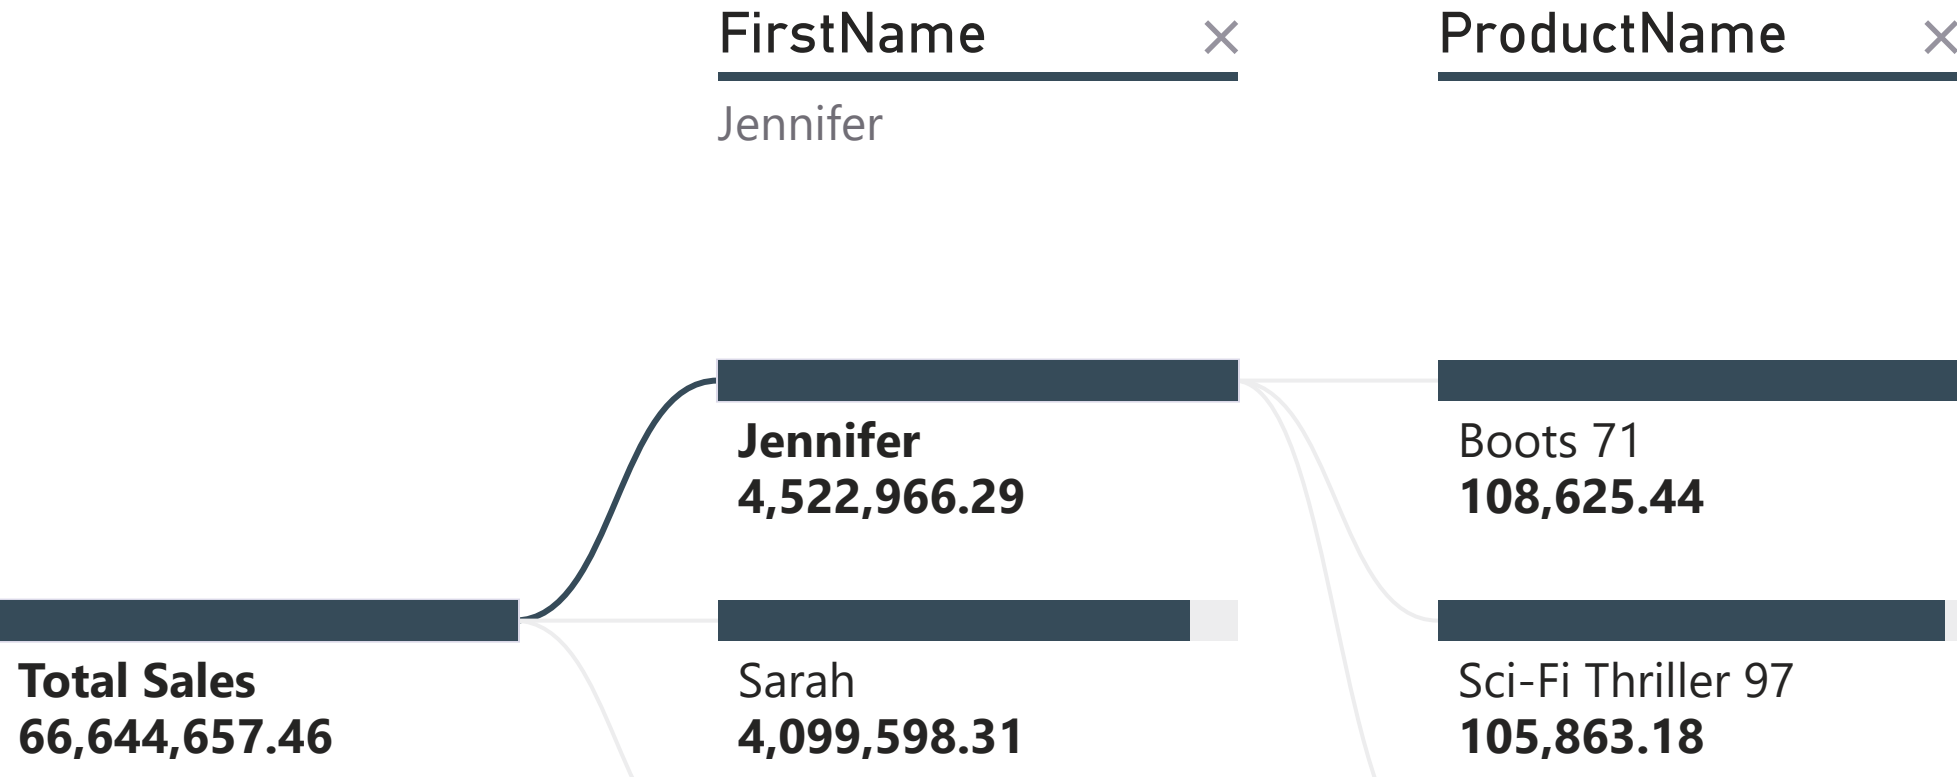 FirstName
Jennifer
Jennifer
4,522,966.29
Total Sales
66,644,657.46
Sarah
4,099,598.31
ProductName
Boots 71
108,625.44
Sci-Fi Thriller 97
105,863.18